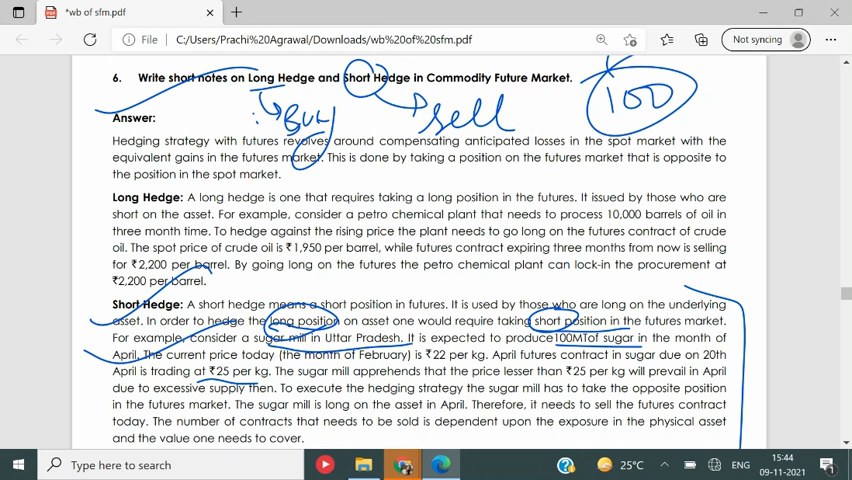 *wb of sfm.pdf
File
C:/Users/Prachi%20Agrawal/Downloads/wb%20of%20sfm.pdf
Not syncing
6. Write short notes on Long Hedge and Short Hedge in Commodity Future Market.
100
Buy
sell
Answer:
Hedging strategy with futures revolves around compensating anticipated losses in the spot market with the
equivalent gains in the futures market. This is done by taking a position on the futures market that is opposite to
the position in the spot market.
Long Hedge: A long hedge is one that requires taking a long position in the futures. It issued by those who are
short on the asset. For example, consider a petro chemical plant that needs to process 10,000 barrels of oil in
three month time. To hedge against the rising price the plant needs to go long on the futures contract of crude
oil. The spot price of crude oil is ₹1,950 per barrel, while futures contract expiring three months from now is selling
for ₹2,200 per barrel. By going long on the futures the petro chemical plant can lock-in the procurement at
₹2,200 per barrel.
Short Hedge: A short hedge means a short position in futures. It is used by those who are long on the underlying
asset. In order to hedge the long position on asset one would require taking short position in the futures market.
For example, consider a sugar mill in Uttar Pradesh. It is expected to produce100MTof sugar in the month of
April. The current price today (the month of February) is ₹22 per kg. April futures contract in sugar due on 20th
April is trading at ₹25 per kg. The sugar mill apprehends that the price lesser than ₹25 per kg will prevail in April
due to excessive supply then. To execute the hedging strategy the sugar mill has to take the opposite position
in the futures market. The sugar mill is long on the asset in April. Therefore, it needs to sell the futures contract
today. The number of contracts that needs to be sold is dependent upon the exposure in the physical asset
and the value one needs to cover.
Type here to search
25°C
ENG
15:44
09-11-2021